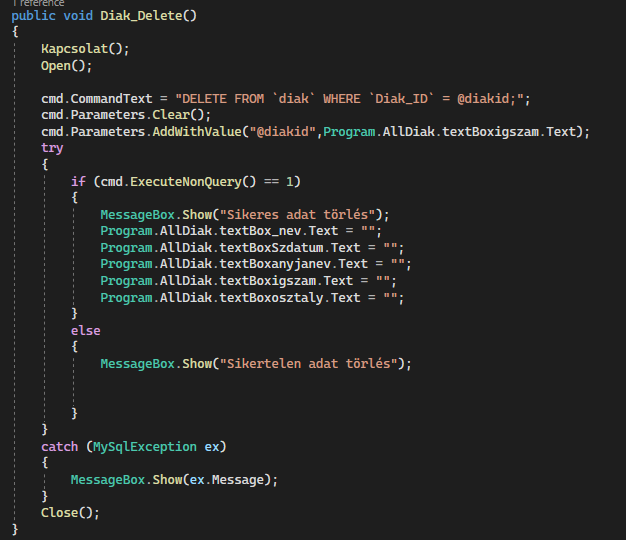 1 reference
public void Diak_Delete()
{
Kapcsolat();
Open();
cmd.CommandText = "DELETE FROM `diak` WHERE `Diak_ID` = @diakid;";
cmd.Parameters.Clear();
cmd.Parameters.AddWithValue("@diakid",Program.AllDiak.textBoxigszam.Text);
try
{
if (cmd.ExecuteNonQuery() == 1)
{
MessageBox.Show("Sikeres adat törlés");
Program.AllDiak.textBox_nev.Text = "";
Program.AllDiak.textBoxSzdatum.Text = "";
Program.AllDiak.textBoxanyjanev.Text = "";
Program.AllDiak.textBoxigszam.Text = "";
Program.AllDiak.textBoxosztaly.Text = "";
}
else
{
MessageBox.Show("Sikertelen adat törlés");
}
}
catch (MySqlException ex)
{
MessageBox.Show(ex.Message);
}
Close();
}